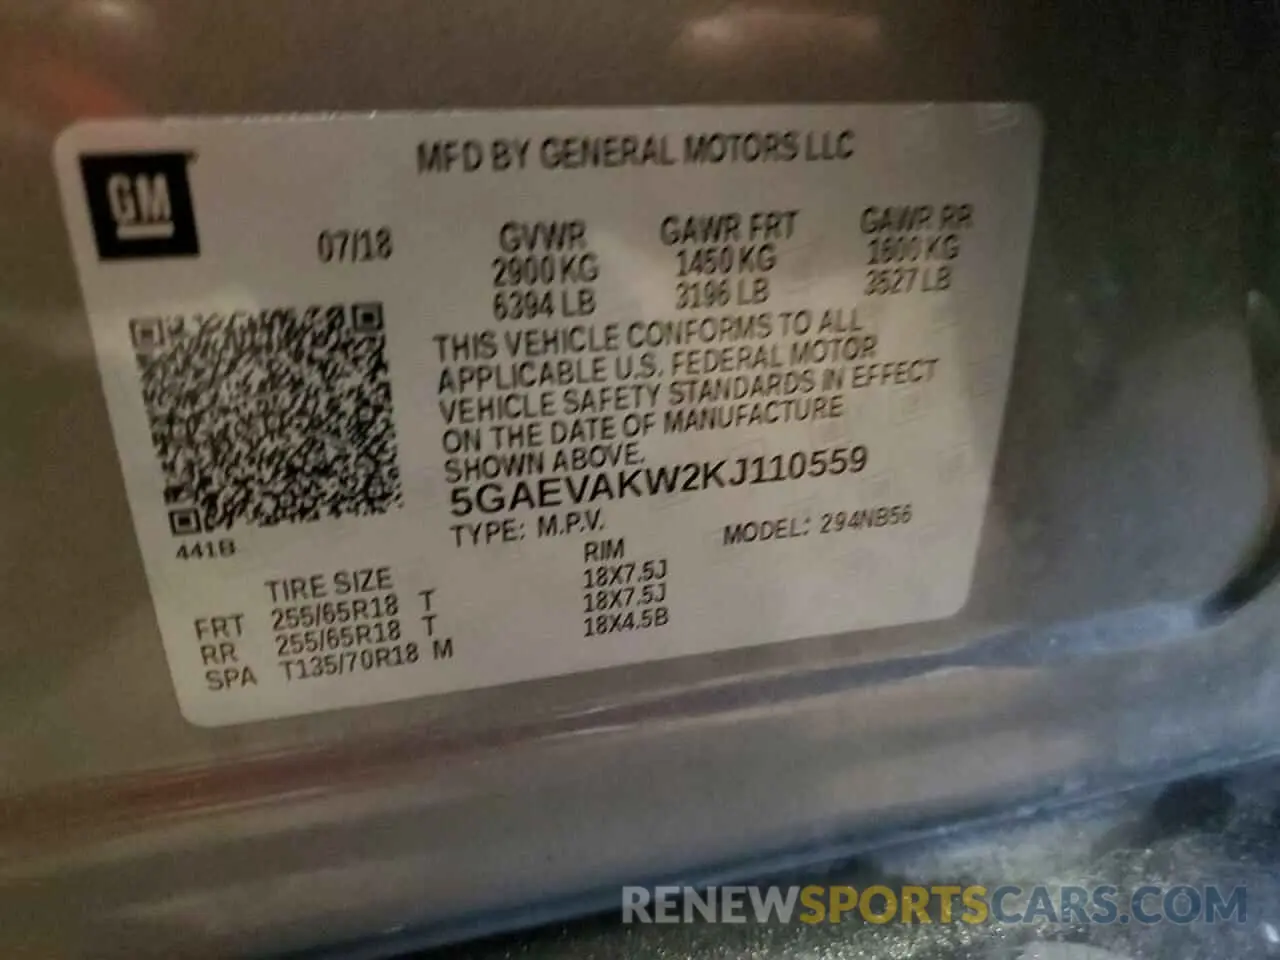 MFD BY GENERAL MOTORS LLC
GM
07/18 GVWR GAWR FRT GAWR RR
2900 KG 1450 KG 1600 KG
6394 LB 3196 LB 3527 LB
THIS VEHICLE CONFORMS TO ALL
APPLICABLE U.S. FEDERAL MOTOR
VEHICLE SAFETY STANDARDS IN EFFECT
ON THE DATE OF MANUFACTURE
SHOWN ABOVE.
5GAEVAKW2KJ110559
TYPE: M.P.V. MODEL: 294NB56
441B
TIRE SIZE RIM
FRT 255/65R18 T 18X7.5J
RR 255/65R18 T 18X7.5J
SPA T135/70R18 M 18X4.5B
RENEWSPORTSCARS.COM